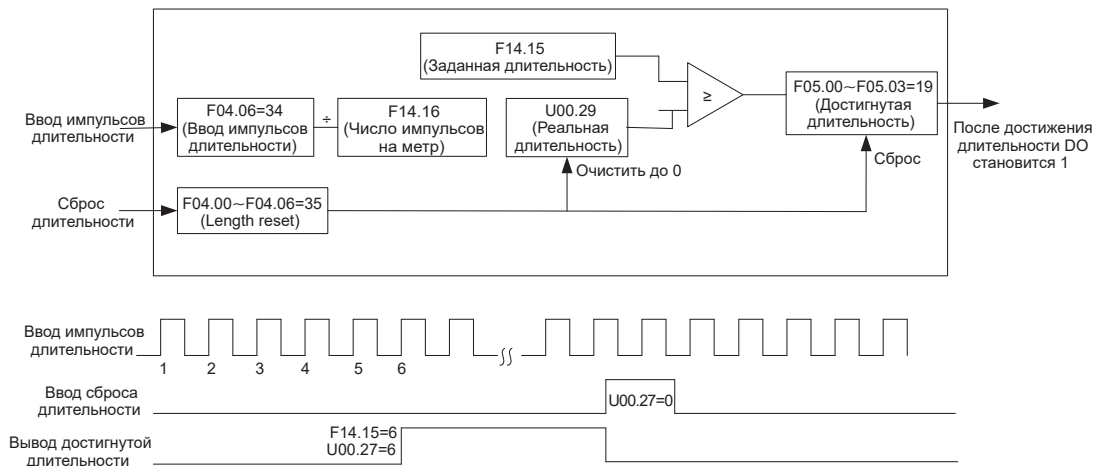 F14.15
(Заданная длительность)
≥
F05.00~F05.03=19
(Достигнутая
длительность)
Ввод импульсов
длительности
F04.06=34
(Ввод импульсов
длительности)
÷
F14.16
(Число импульсов
на метр)
U00.29
(Реальная
длительность)
После достижения
длительности DO
становится 1
Очистить до 0
Сброс
Сброс
длительности
F04.00~F04.06=35
(Length reset)
Ввод импульсов
длительности
1 2 3 4 5 6
Ввод сброса
длительности
U00.27=0
Вывод достигнутой
длительности
F14.15=6
U00.27=6